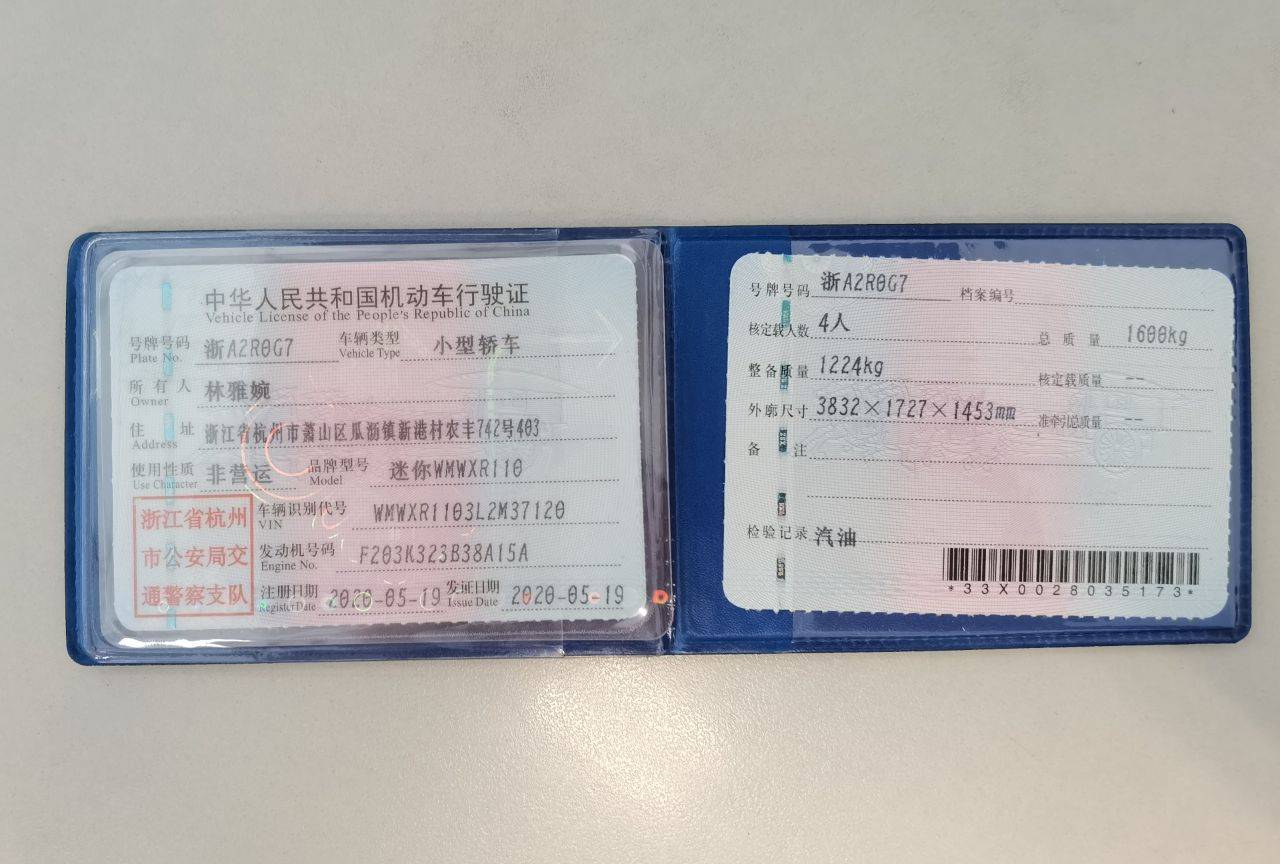 中华人民共和国机动车行驶证
Vehicle License of the People's Republic of China
号牌号码 浙A2R0G7 车辆类型 小型轿车
Plate No. Vehicle Type
所有人 林雅婉
Owner
住址 浙江省杭州市萧山区瓜沥镇新港村农丰742号403
Address
使用性质 非营运 品牌型号 迷你WMWXR110
Use Character Model
浙江省杭州
市公安局交
通警察支队
车辆识别代号 WMWXR1103L2M37120
VIN
发动机号码 F203K323B38A15A
Engine No.
注册日期 2020-05-19 发证日期 2020-05-19
Register Date Issue Date
号牌号码 浙A2R0G7 档案编号
核定载人数 4人 总质量 1600kg
整备质量 1224kg 核定载质量 --
外廓尺寸 3832×1727×1453mm 准牵引总质量 --
备注
检验记录 汽油
*33X0028035173*